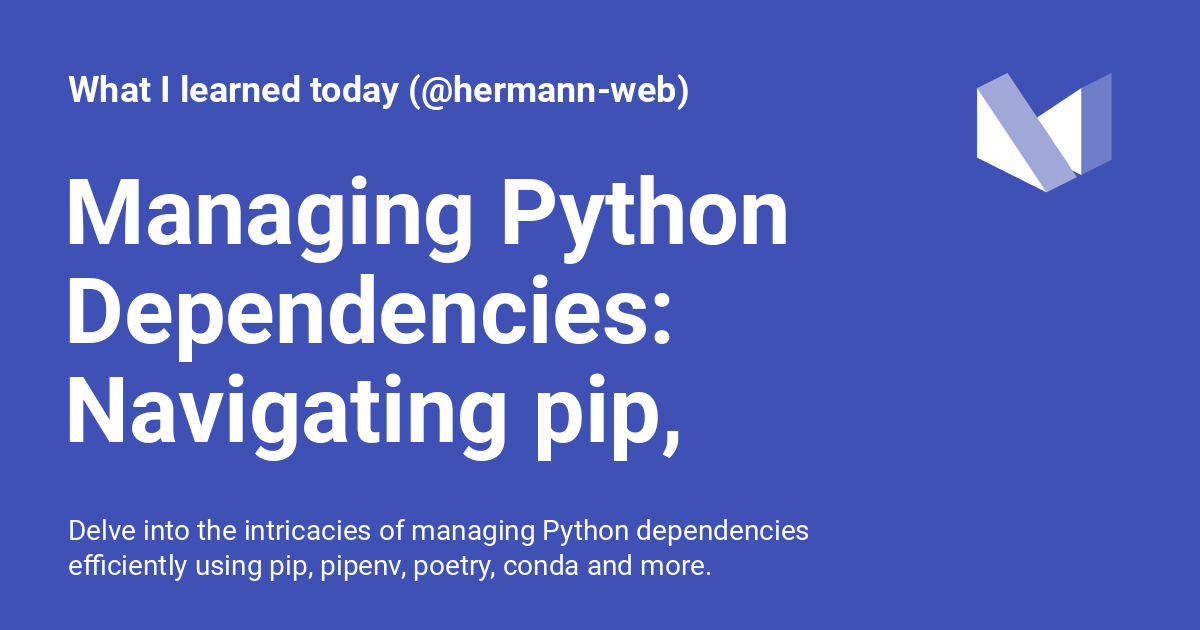 What I learned today (@hermann-web)
Managing Python
Dependencies:
Navigating pip,
Delve into the intricacies of managing Python dependencies
efficiently using pip, pipenv, poetry, conda and more.